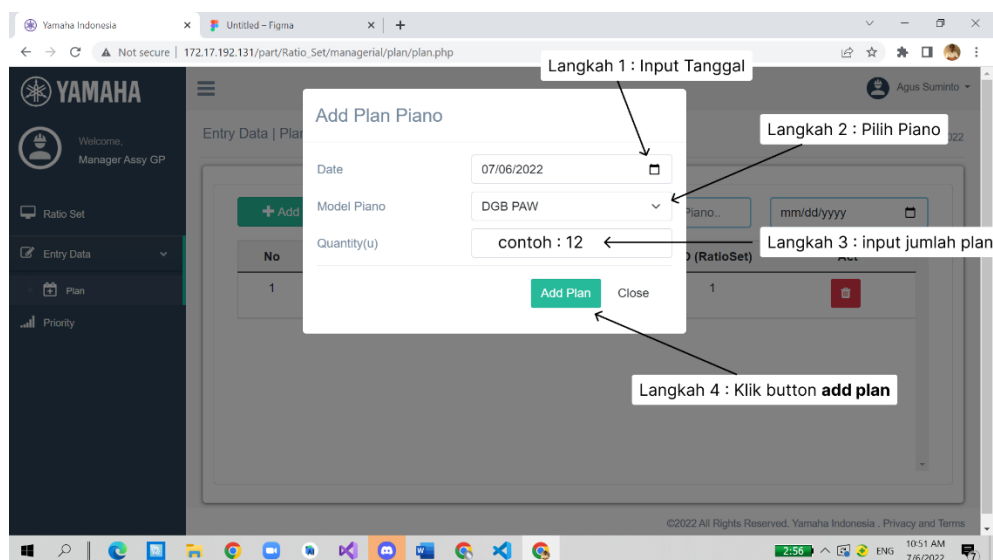 Yamaha Indonesia
Untitled – Figma
Not secure
172.17.192.131/part/Ratio_Set/managerial/plan/plan.php
Langkah 1 : Input Tanggal
YAMAHA
Agus Suminto
Welcome,
Manager Assy GP
Entry Data | Plan
Add Plan Piano
Langkah 2 : Pilih Piano
022
Date
07/06/2022
Ratio Set
Add
Model Piano
DGB PAW
Piano..
mm/dd/yyyy
Entry Data
Quantity(u)
contoh : 12
Langkah 3 : input jumlah plan
No
(RatioSet)
Act
Plan
1
Add Plan
Close
1
Priority
Langkah 4 : Klik button add plan
©2022 All Rights Reserved. Yamaha Indonesia . Privacy and Terms
2:56
ENG
10:51 AM
7/6/2022
7